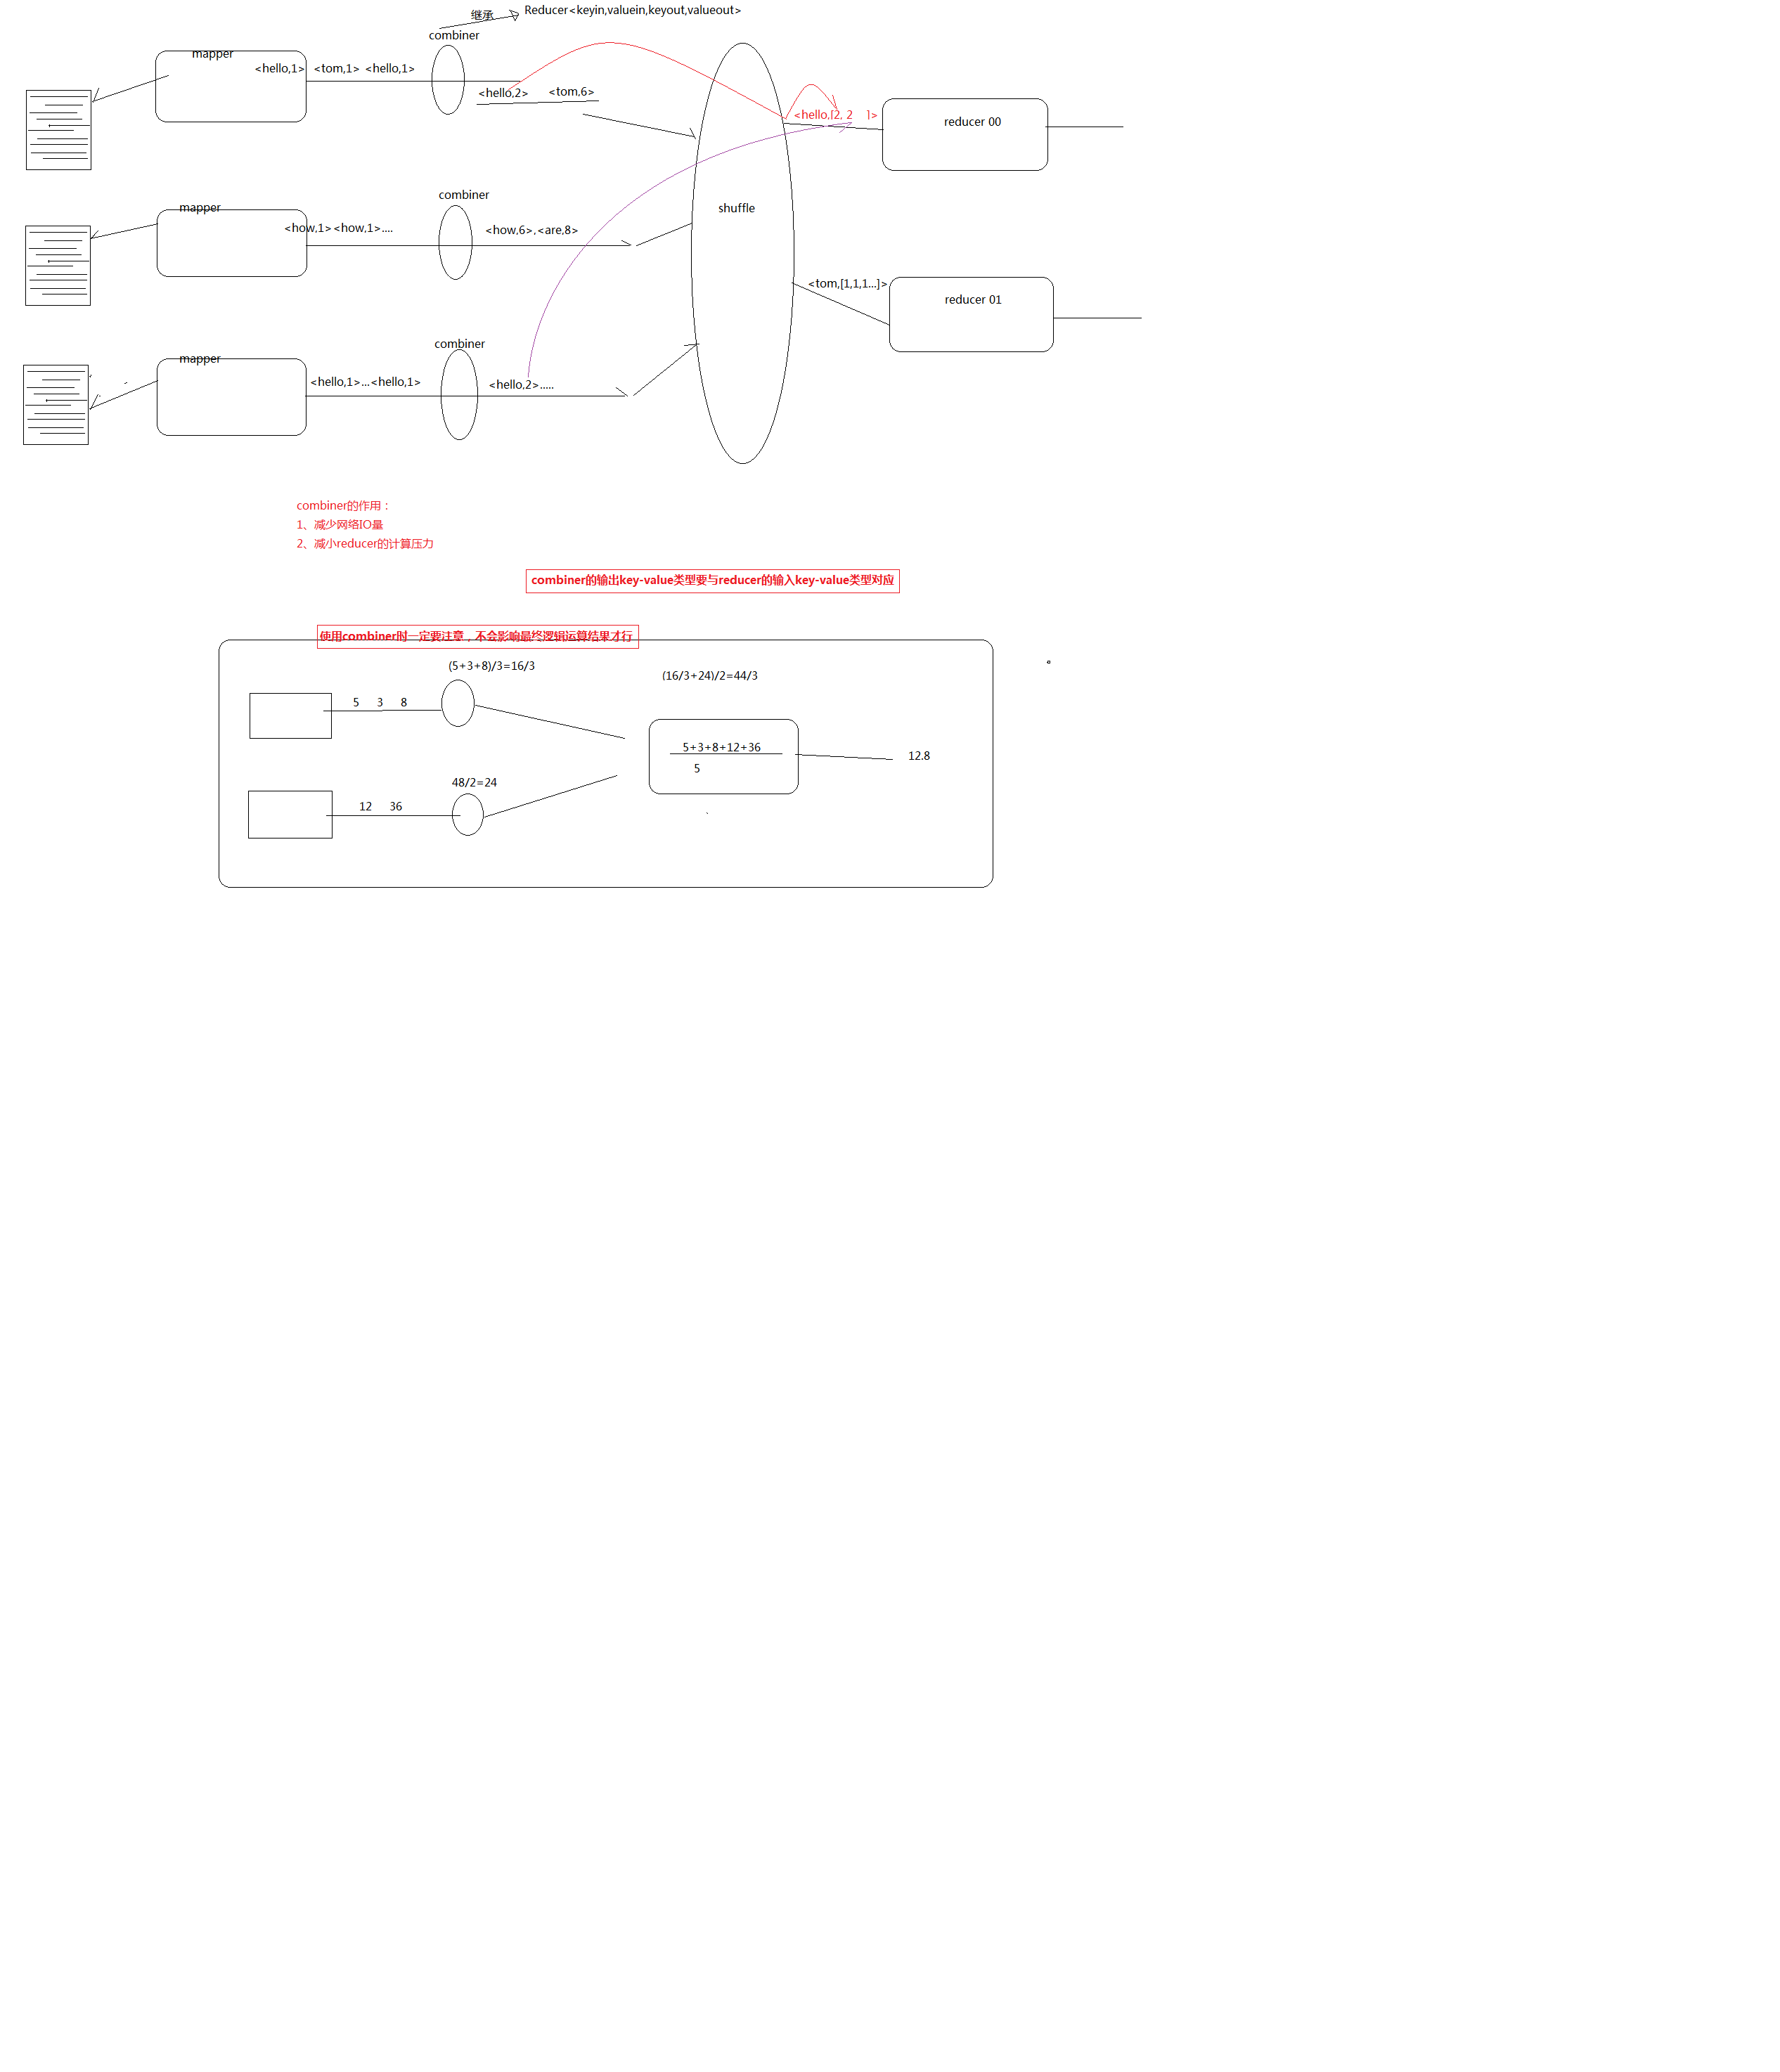 继承 Reducer<keyin,valuein,keyout,valueout>
combiner
mapper
<hello,1> <tom,1> <hello,1>
<hello,2> <tom,6>
<hello,[2, 2 ]>
reducer 00
combiner
mapper
shuffle
<how,1><how,1>....
<how,6>,<are,8>
<tom,[1,1,1...]>
reducer 01
combiner
mapper
<hello,1>...<hello,1>
<hello,2>.....
combiner的作用：
1、减少网络IO量
2、减小reducer的计算压力
combiner的输出key-value类型要与reducer的输入key-value类型对应
使用combiner时一定要注意，不会影响最终逻辑运算结果才行
(5+3+8)/3=16/3
(16/3+24)/2=44/3
5 3 8
5+3+8+12+36
5
12.8
48/2=24
12 36